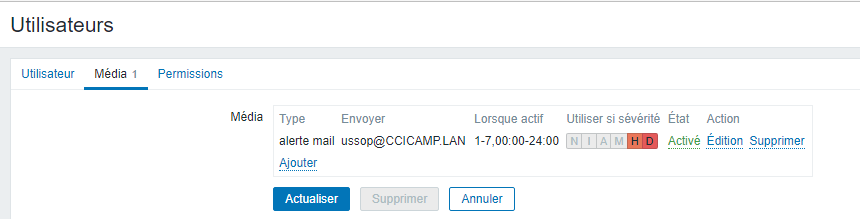 Utilisateurs
Utilisateur Média 1 Permissions
Média Type Envoyer Lorsque actif Utiliser si sévérité État Action
alerte mail ussop@CCICAMP.LAN 1-7,00:00-24:00 N I A M H D Activé Édition Supprimer
Ajouter
Actualiser Supprimer Annuler